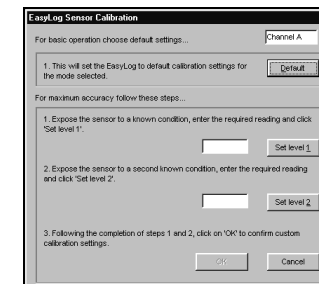 EasyLog Sensor Calibration
For basic operation choose default settings...
Channel A
1. This will set the EasyLog to default calibration settings for
the mode selected.
Default
For maximum accuracy follow these steps...
1. Expose the sensor to a known condition, enter the required reading and click
'Set level 1'.
Set level 1
2. Expose the sensor to a second known condition, enter the required reading
and click 'Set level 2'.
Set level 2
3. Following the completion of steps 1 and 2, click on 'OK' to confirm custom
calibration settings.
OK
Cancel